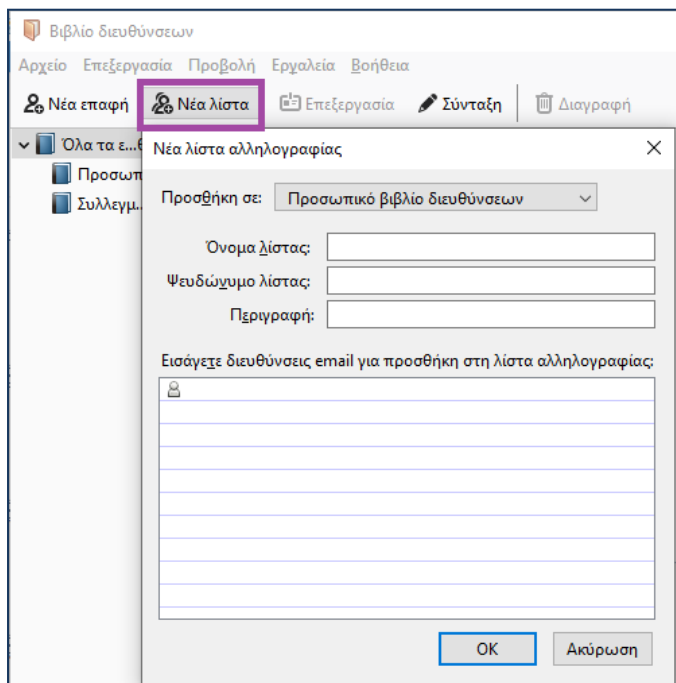 Βιβλίο διευθύνσεων
Αρχείο Επεξεργασία Προβολή Εργαλεία Βοήθεια
Νέα επαφή Νέα λίστα Επεξεργασία Σύνταξη Διαγραφή
Όλα τα ε...
Προσωπ
Συλλεγμ..
Νέα λίστα αλληλογραφίας
Προσθήκη σε: Προσωπικό βιβλίο διευθύνσεων
Όνομα λίστας:
Ψευδώνυμο λίστας:
Περιγραφή:
Εισάγετε διευθύνσεις email για προσθήκη στη λίστα αλληλογραφίας:
OK Ακύρωση